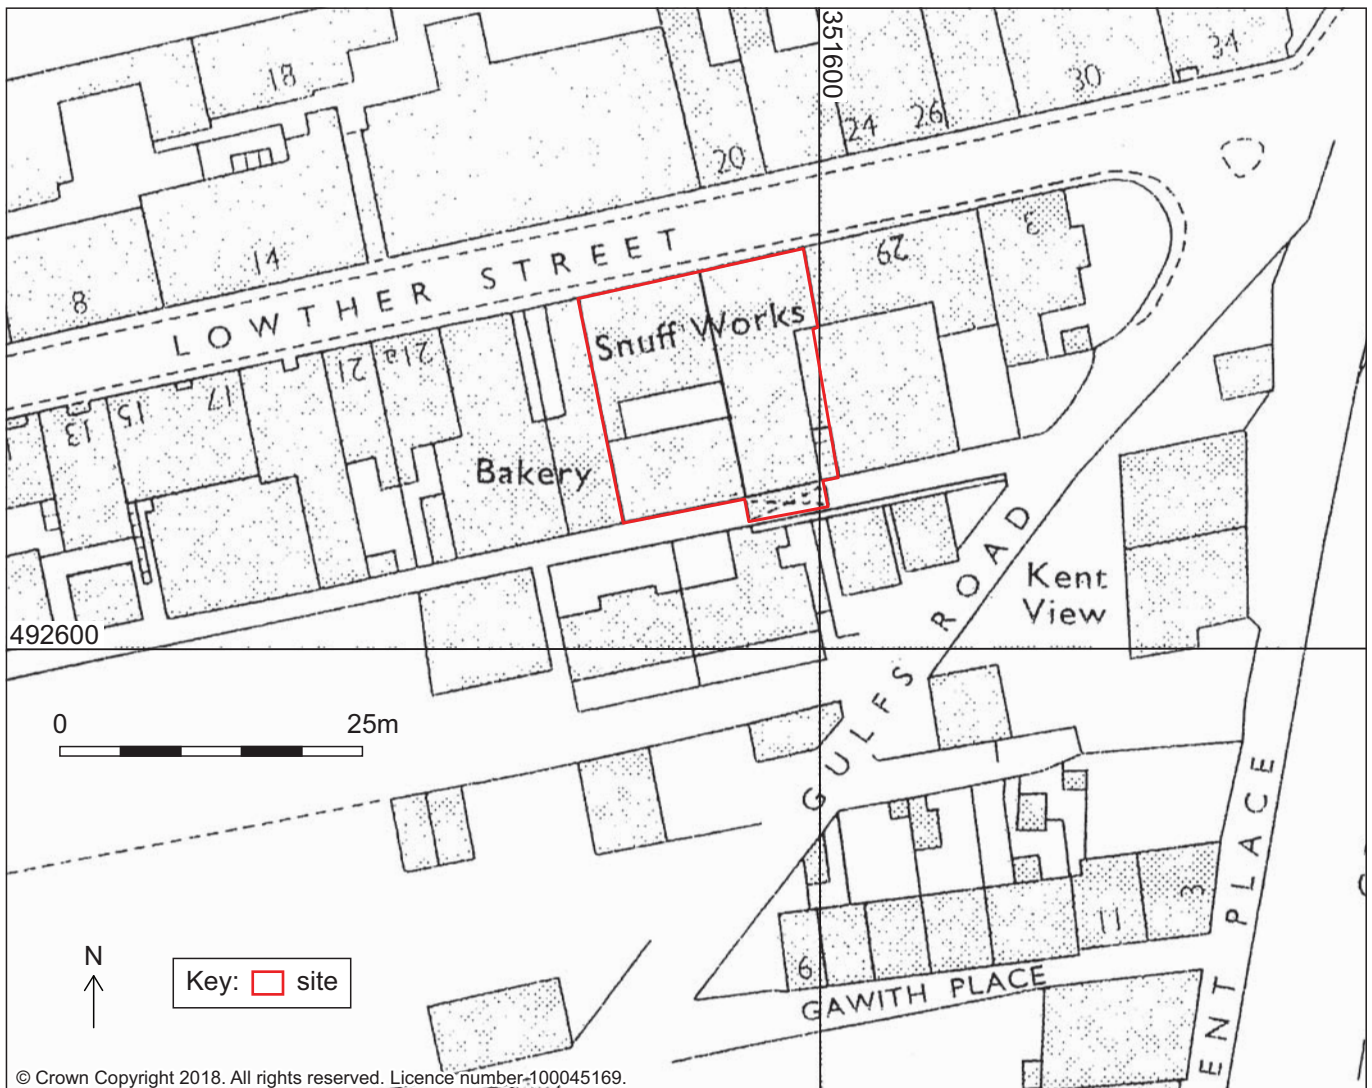 18
351600
34
30
26
24
20
14
8
LOWTHER STREET
3
29
Snuff Works
21a
21
17
15
13
Bakery
GULFS ROAD
Kent
View
492600
0 25m
KENT PLACE
3
11
6
GAWITH PLACE
N
Key: site
© Crown Copyright 2018. All rights reserved. Licence number 100045169.